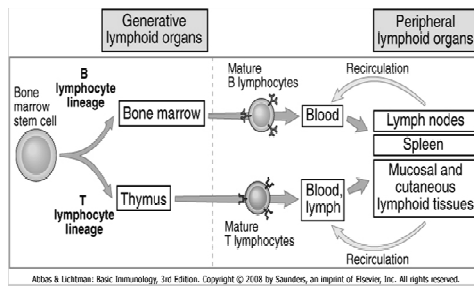 Generative
lymphoid organs
Peripheral
lymphoid organs
B
lymphocyte
lineage
Bone
marrow
stem cell
Bone marrow
Mature
B lymphocytes
Blood
Recirculation
Lymph nodes
Spleen
Mucosal and
cutaneous
lymphoid tissues
T
lymphocyte
lineage
Thymus
Mature
T lymphocytes
Blood,
lymph
Recirculation
Abbas & Lichtman: Basic Immunology, 3rd Edition. Copyright © 2008 by Saunders, an imprint of Elsevier, Inc. All rights reserved.